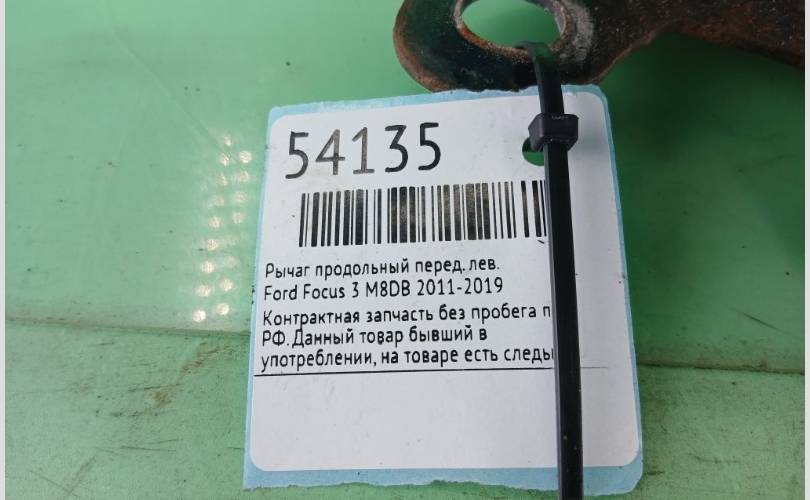 54135
Рычаг продольный перед. лев.
Ford Focus 3 M8DB 2011-2019
Контрактная запчасть без пробега п
РФ. Данный товар бывший в
употреблении, на товаре есть следы